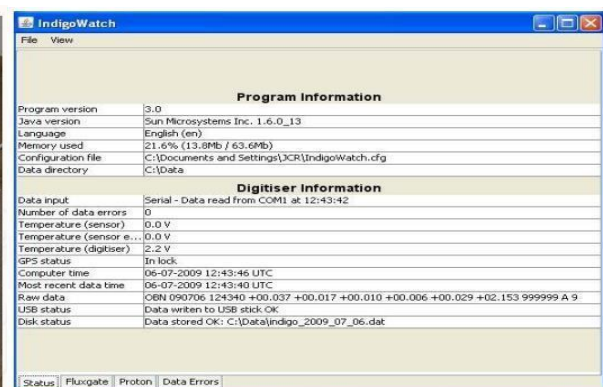 IndigoWatch
File View
Program Information
Program version 3.0
Java version Sun Microsystems Inc. 1.6.0_13
Language English (en)
Memory used 21.6% (13.8Mb / 63.6Mb)
Configuration file C:\Documents and Settings\JCR\IndigoWatch.cfg
Data directory C:\Data
Digitiser Information
Data input Serial - Data read from COM1 at 12:43:42
Number of data errors 0
Temperature (sensor) 0.0 V
Temperature (sensor e... 0.0 V
Temperature (digitiser) 2.2 V
GPS status In lock
Computer time 06-07-2009 12:43:46 UTC
Most recent data time 06-07-2009 12:43:40 UTC
Raw data OBN 090706 124340 +00.037 +00.017 +00.010 +00.006 +00.029 +02.153 999999 A 9
USB status Data writen to USB stick OK
Disk status Data stored OK: C:\Data\indigo_2009_07_06.dat
Status Fluxgate Proton Data Errors